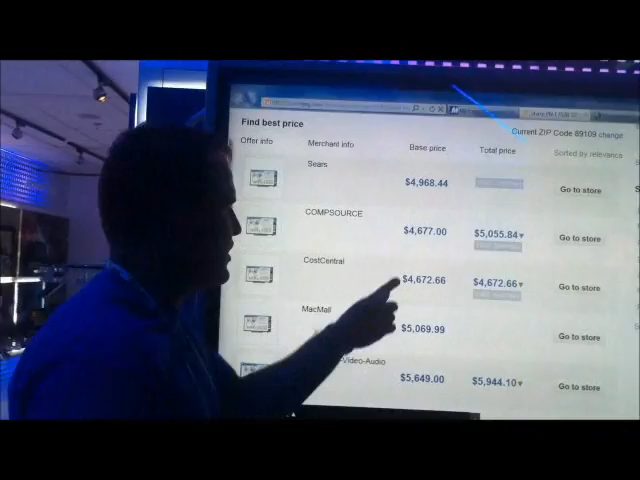 Find best price
Current ZIP Code 89109 change
Offer info Merchant info Base price Total price Sorted by relevance
Sears
$4,968.44 Go to store
COMPSOURCE
$4,677.00 $5,055.84 Go to store
CostCentral
$4,672.66 $4,672.66 Go to store
MacMall
$5,069.99 Go to store
-Video-Audio
$5,649.00 $5,944.10 Go to store